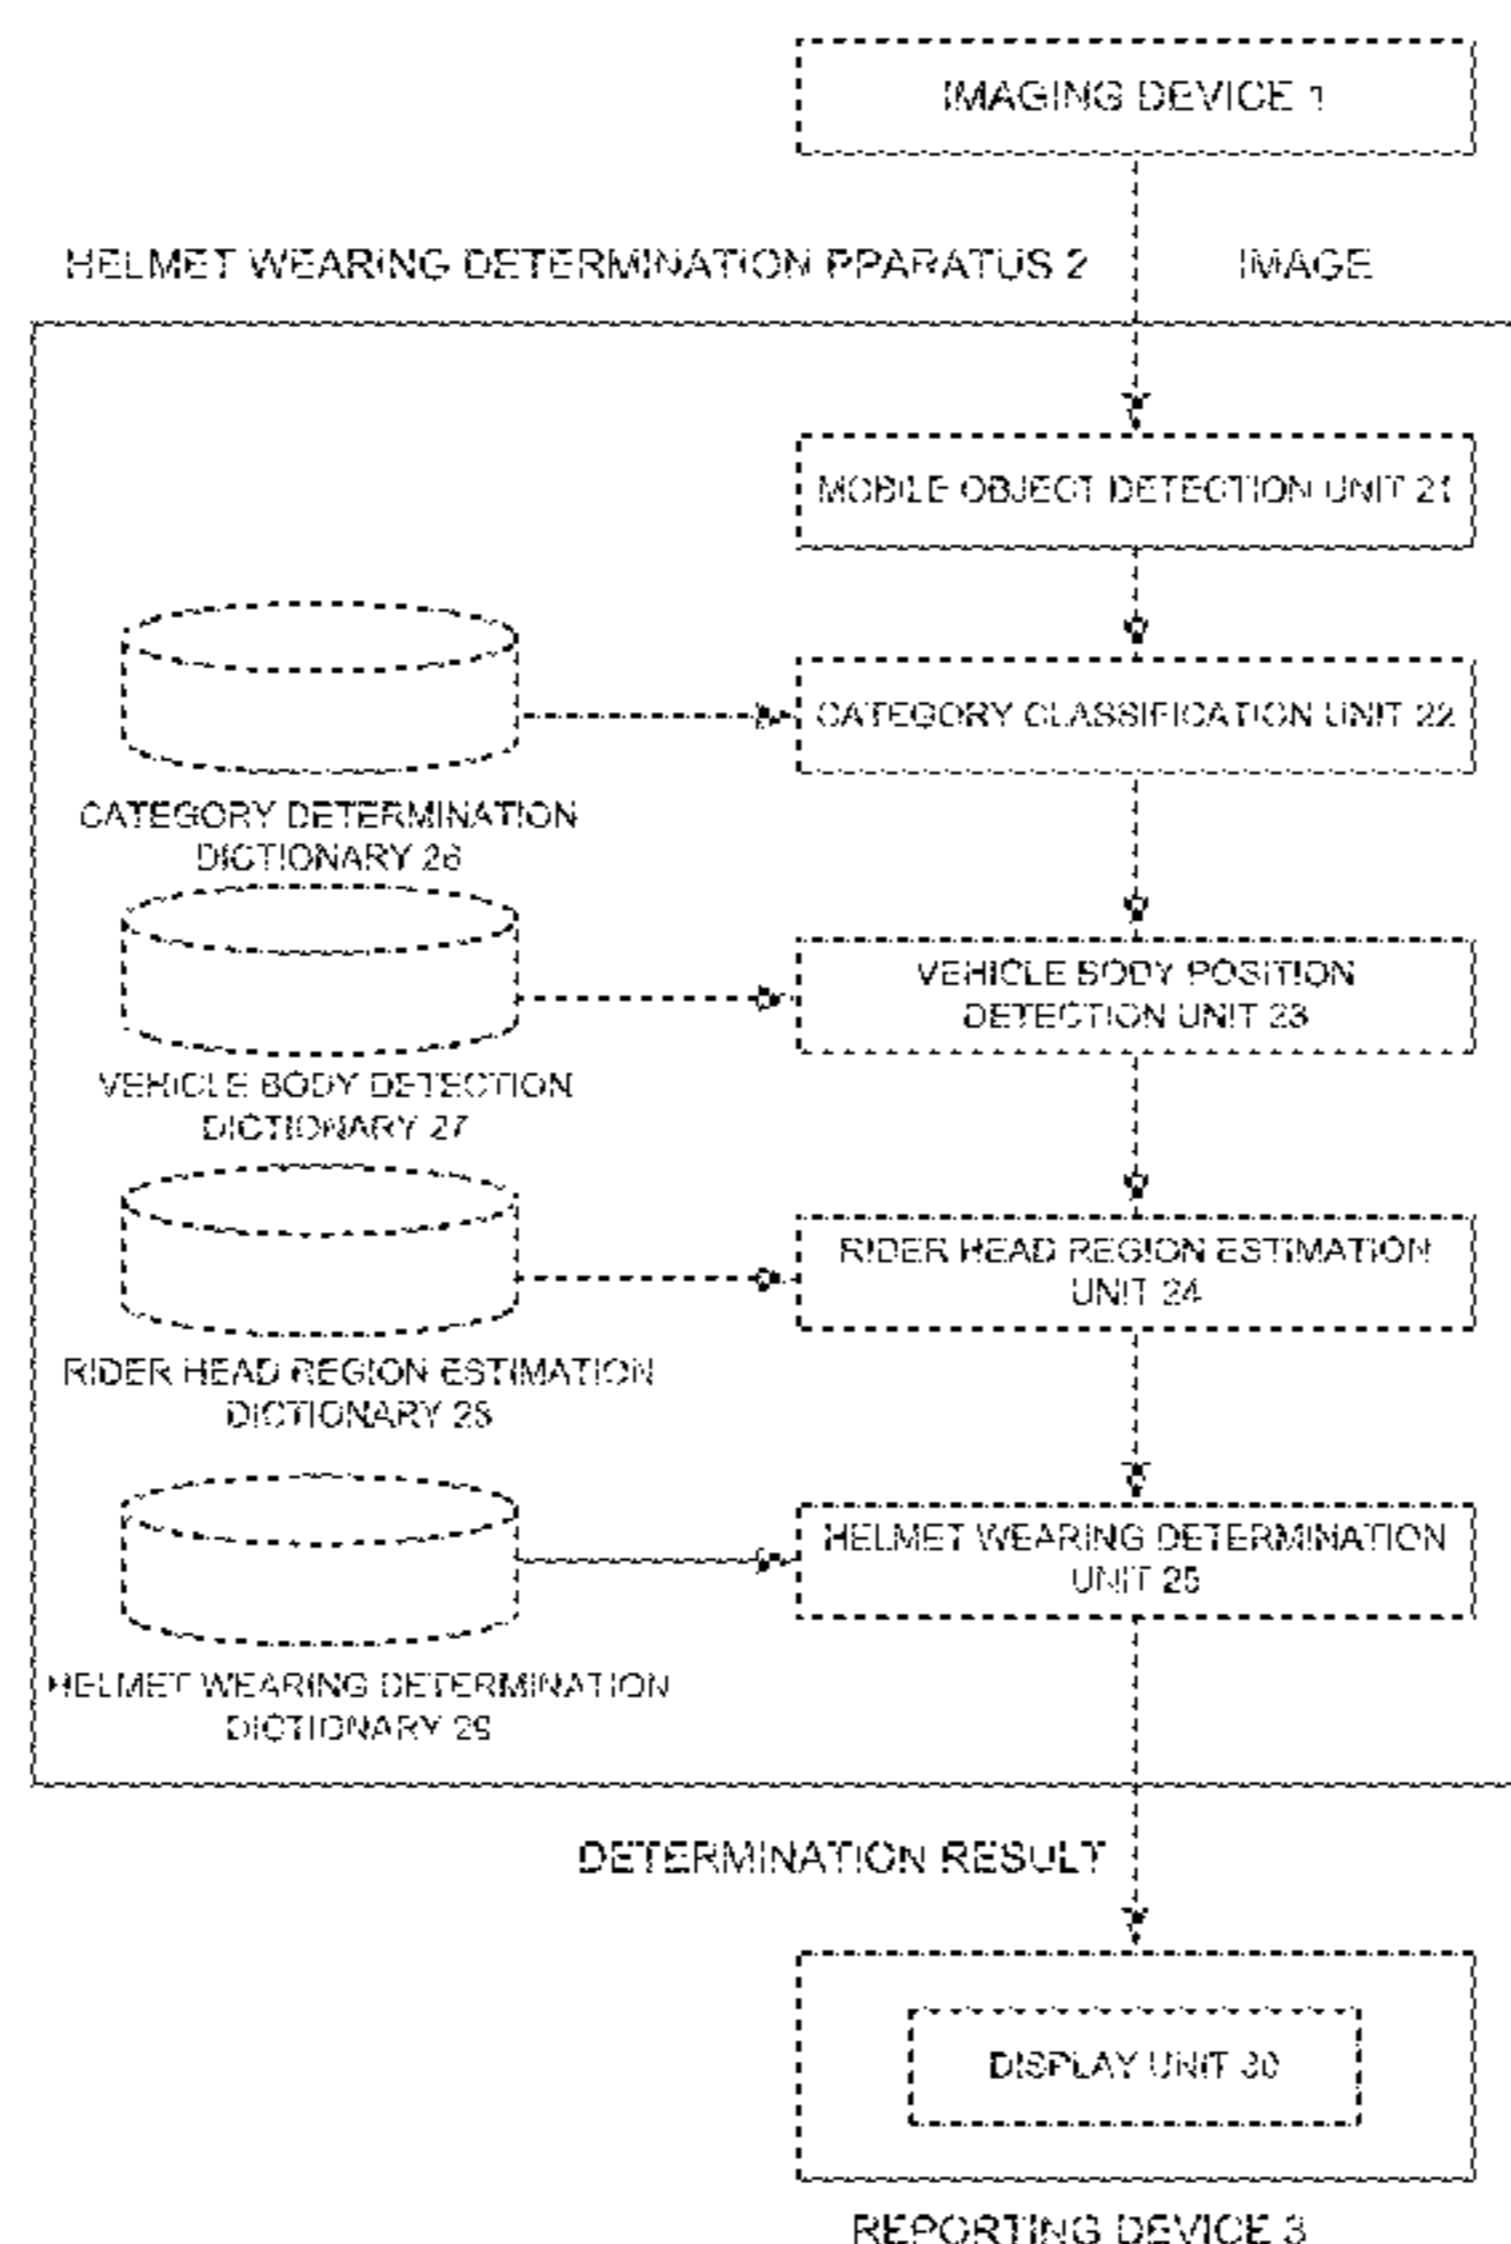 IMAGING DEVICE 1
HELMET WEARING DETERMINATION PPARATUS 2
IMAGE
MOBILE OBJECT DETECTION UNIT 21
CATEGORY CLASSIFICATION UNIT 22
CATEGORY DETERMINATION
DICTIONARY 26
VEHICLE BODY POSITION
DETECTION UNIT 23
VEHICLE BODY DETECTION
DICTIONARY 27
RIDER HEAD REGION ESTIMATION
UNIT 24
RIDER HEAD REGION ESTIMATION
DICTIONARY 28
HELMET WEARING DETERMINATION
UNIT 25
HELMET WEARING DETERMINATION
DICTIONARY 29
DETERMINATION RESULT
DISPLAY UNIT 30
REPORTING DEVICE 3